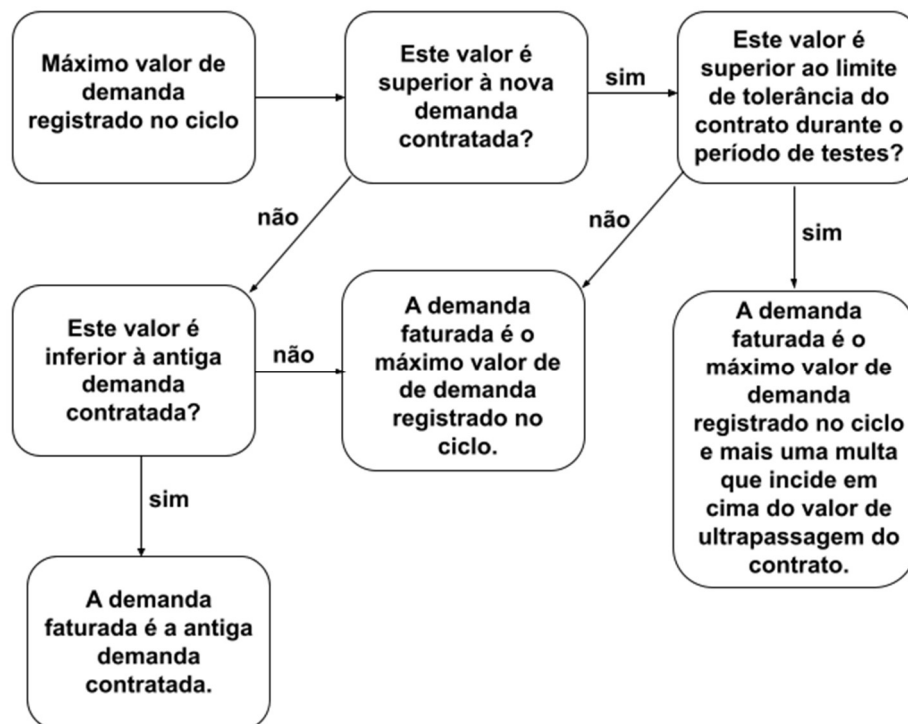 Máximo valor de
demanda
registrado no ciclo
Este valor é
superior à nova
demanda
contratada?
sim
Este valor é
superior ao limite
de tolerância do
contrato durante o
período de testes?
não
não
sim
Este valor é
inferior à antiga
demanda
contratada?
não
A demanda
faturada é o
máximo valor de
de demanda
registrado no
ciclo.
A demanda
faturada é o
máximo valor de
demanda
registrado no ciclo
e mais uma multa
que incide em
cima do valor de
ultrapassagem do
contrato.
sim
A demanda
faturada é a antiga
demanda
contratada.